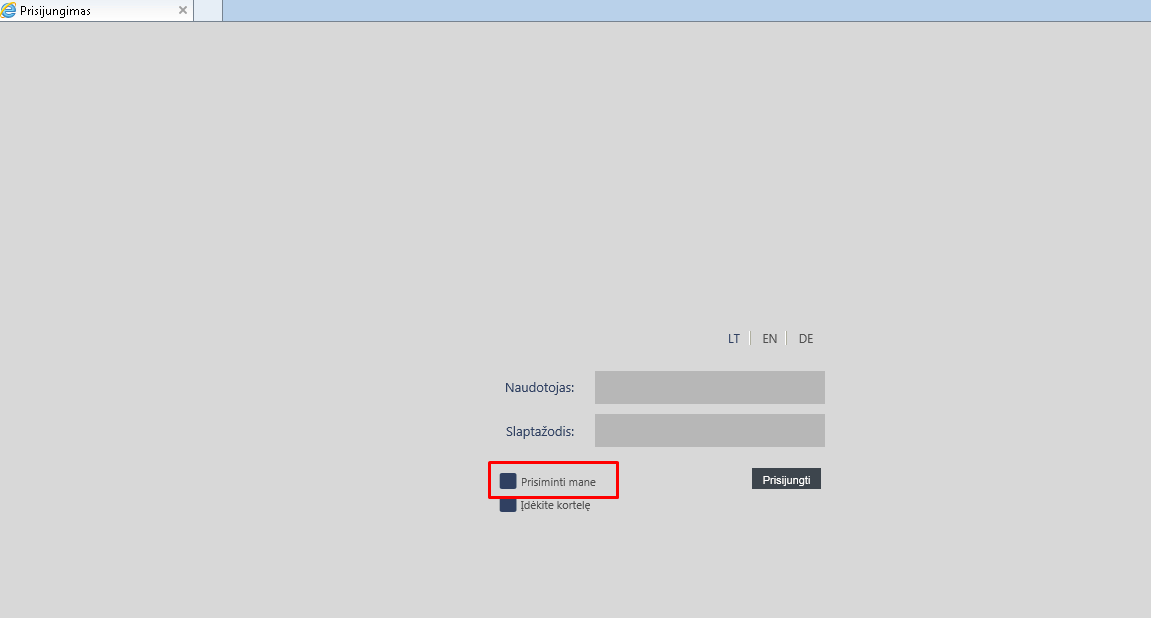 Prisijungimas
LT EN DE
Naudotojas:
Slaptažodis:
Prisiminti mane
Prisijungti
Įdėkite kortelę